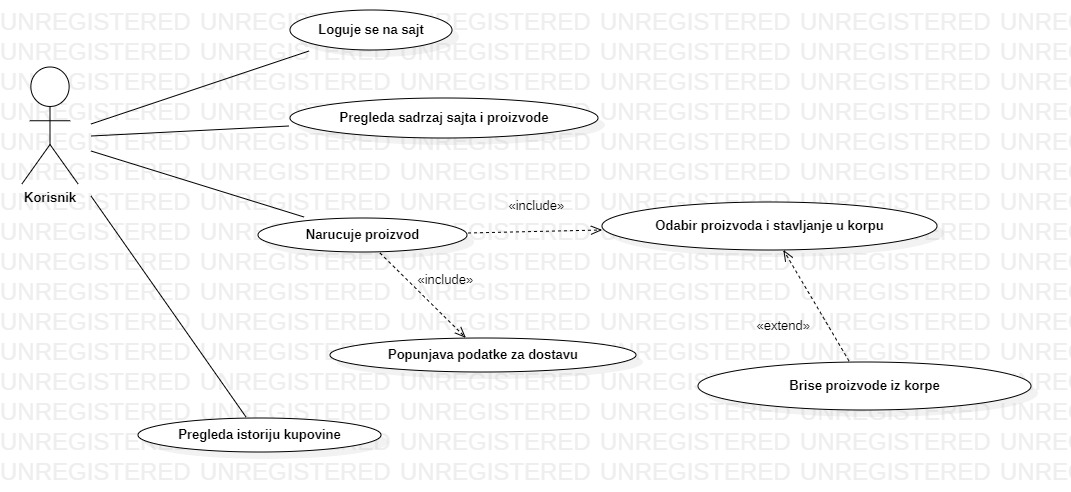 Loguje se na sajt
Pregleda sadrzaj sajta i proizvode
Korisnik
«include»
Odabir proizvoda i stavljanje u korpu
Narucuje proizvod
«include»
«extend»
Popunjava podatke za dostavu
Brise proizvode iz korpe
Pregleda istoriju kupovine
UNREGISTERED